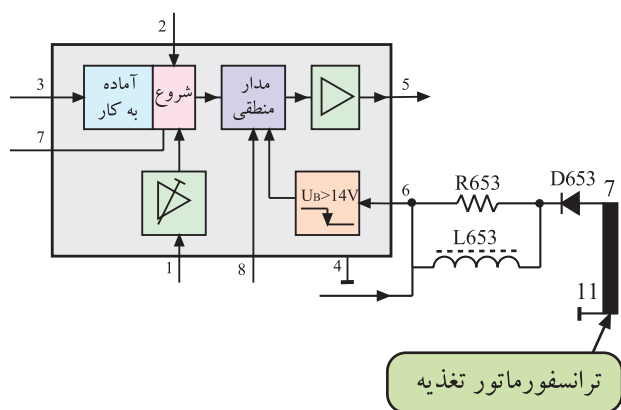 2
3
آماده
به کار
شروع
مدار
منطقی
5
7
U_B>14V
6
R653
D653
7
L653
1
8
4
11
ترانسفورماتور تغذیه